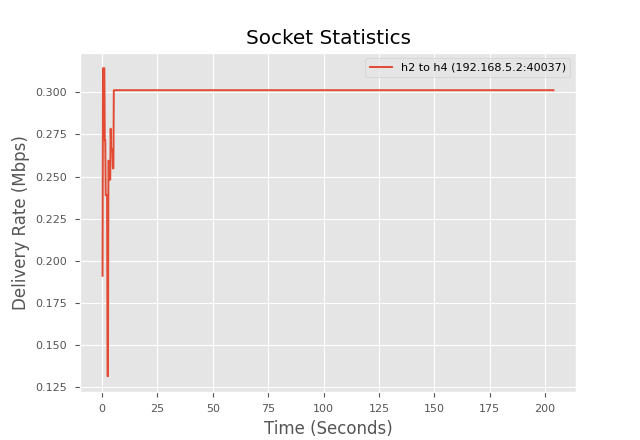 Socket Statistics
h2 to h4 (192.168.5.2:40037)
Delivery Rate (Mbps)
0.300
0.275
0.250
0.225
0.200
0.175
0.150
0.125
0 25 50 75 100 125 150 175 200
Time (Seconds)